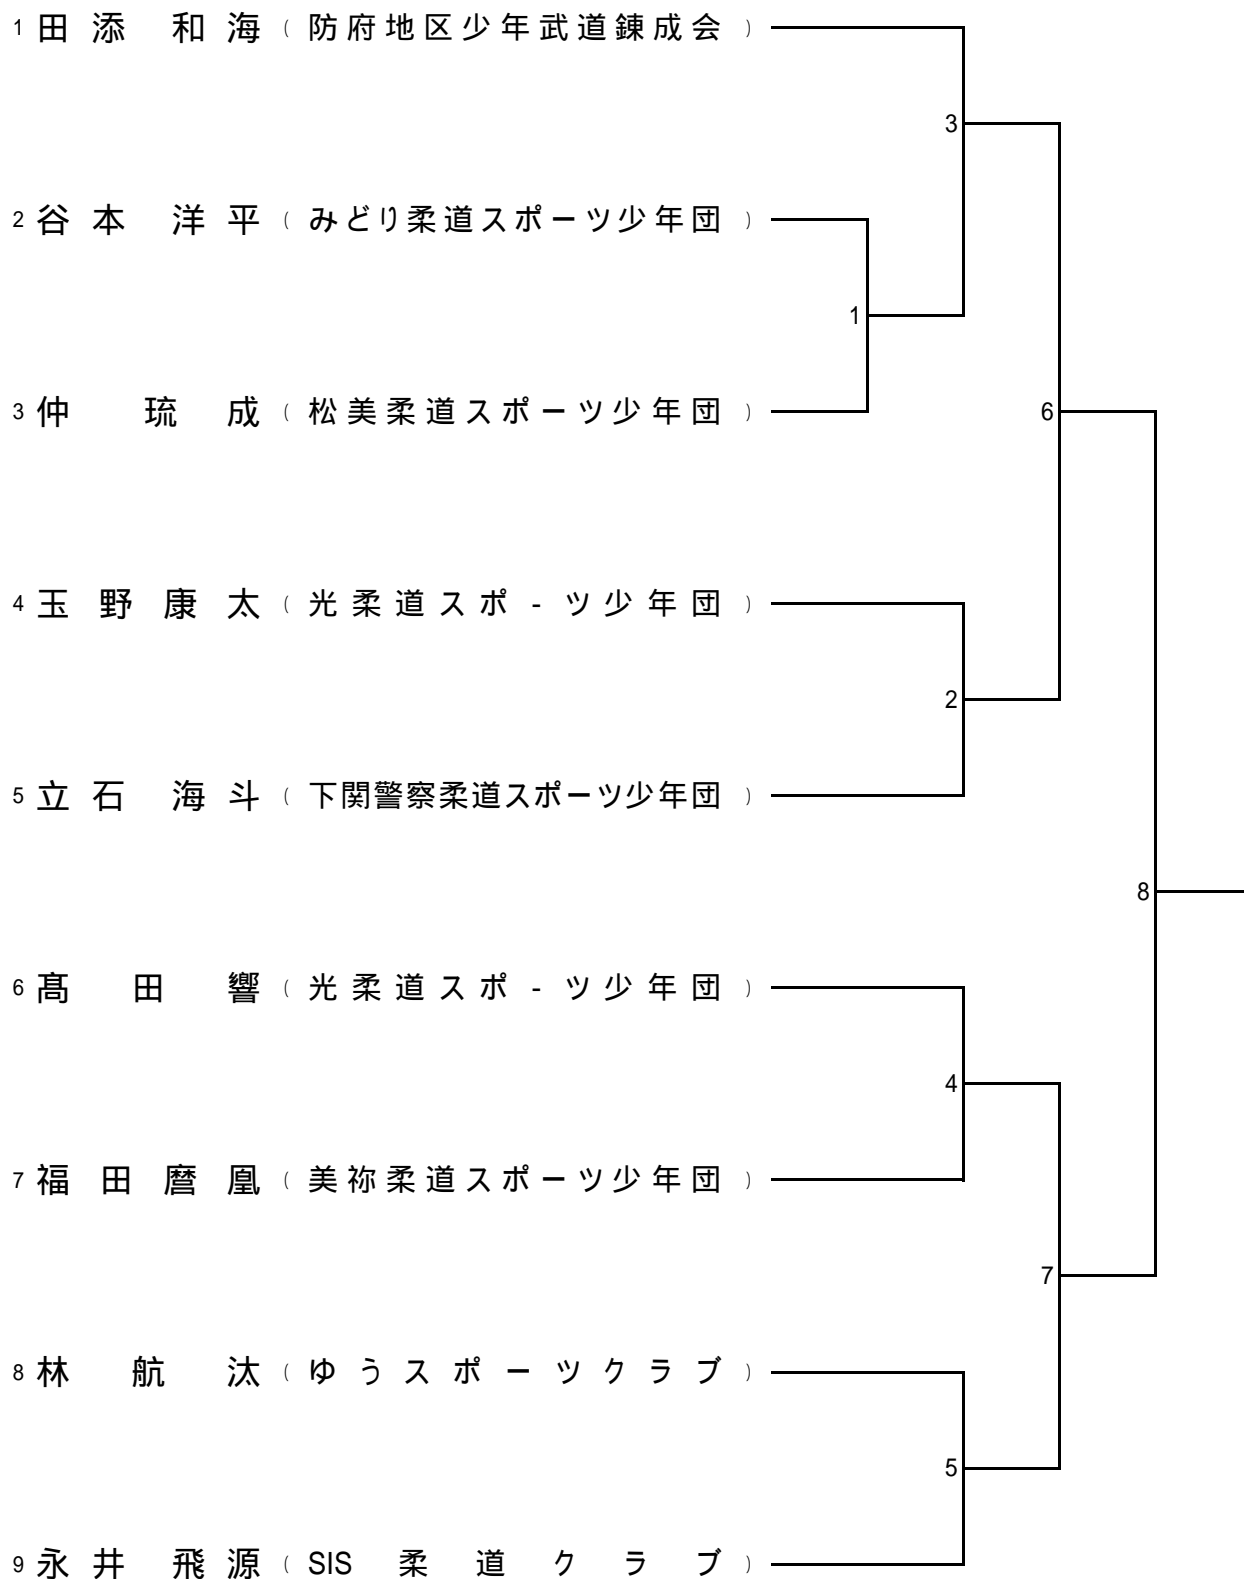 1 田添 和海 ( 防府地区少年武道錬成会 )
3
2 谷本 洋平 ( みどり柔道スポーツ少年団 )
1
3 仲 琉成 ( 松美柔道スポーツ少年団 )
6
4 玉野康太 ( 光柔道スポ-ツ少年団 )
2
5 立石 海斗 ( 下関警察柔道スポーツ少年団 )
8
6 髙田響 ( 光柔道スポ-ツ少年団 )
4
7 福田麿凰 ( 美祢柔道スポーツ少年団 )
7
8 林航汰 ( ゆうスポーツクラブ )
5
9 永井 飛源 ( SIS柔道クラブ )